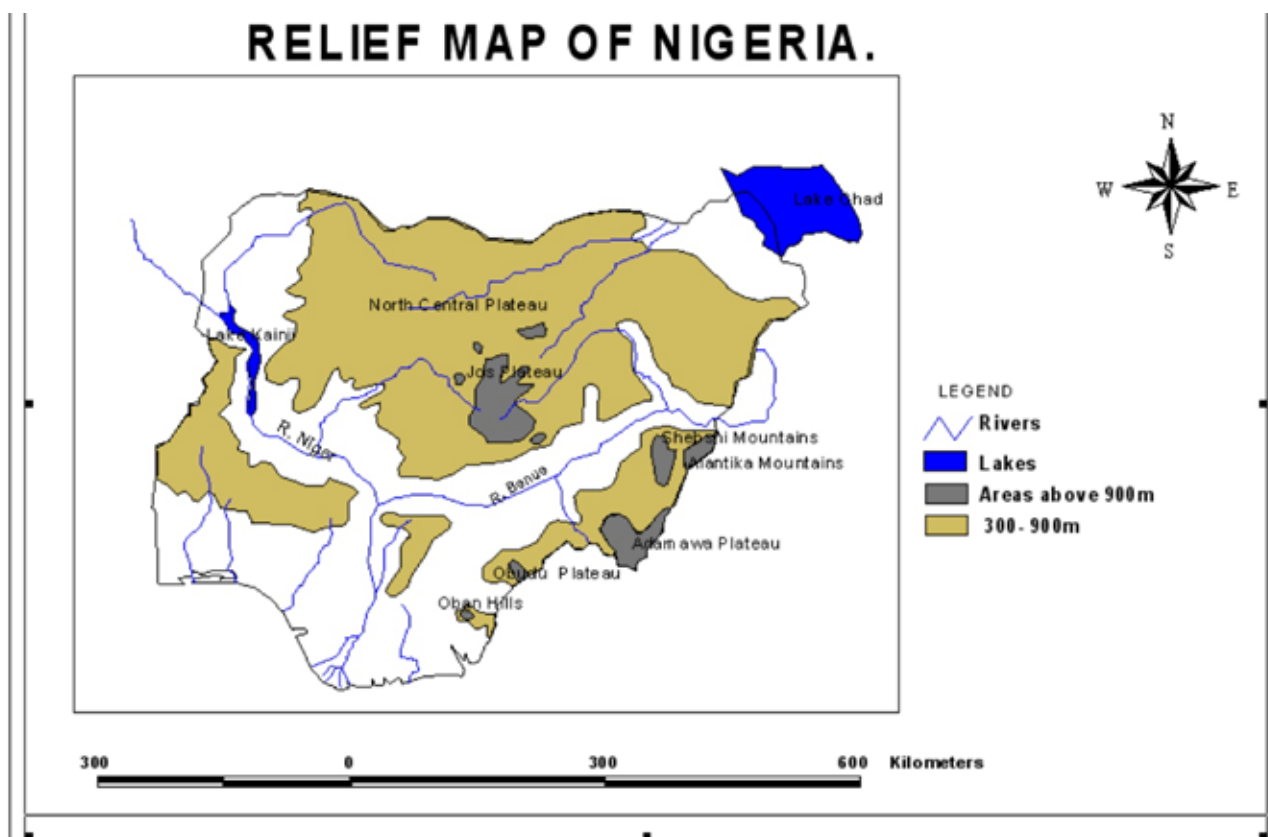 RELIEF MAP OF NIGERIA.
N
W E
S
Lake Chad
North Central Plateau
Lake Kainji
Jos Plateau
R. Niger
Shebshi Mountains
Alantika Mountains
R. Benue
Adamawa Plateau
Obudu Plateau
Oban Hills
LEGEND
Rivers
Lakes
Areas above 900m
300-900m
300 0 300 600 Kilometers